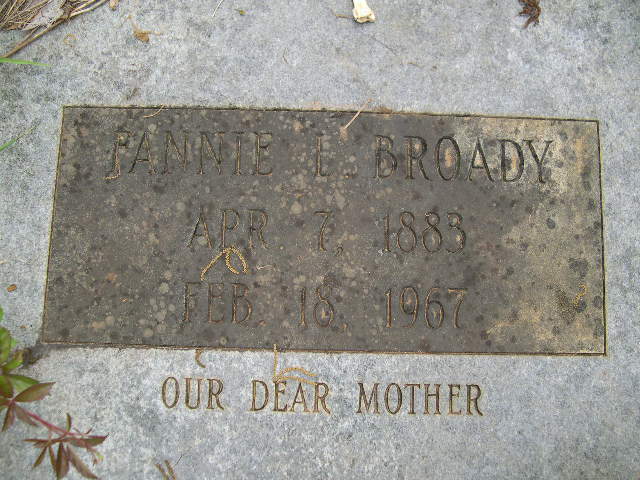 FANNIE L. BROADY
APR. 7, 1883
FEB. 18, 1967
OUR DEAR MOTHER